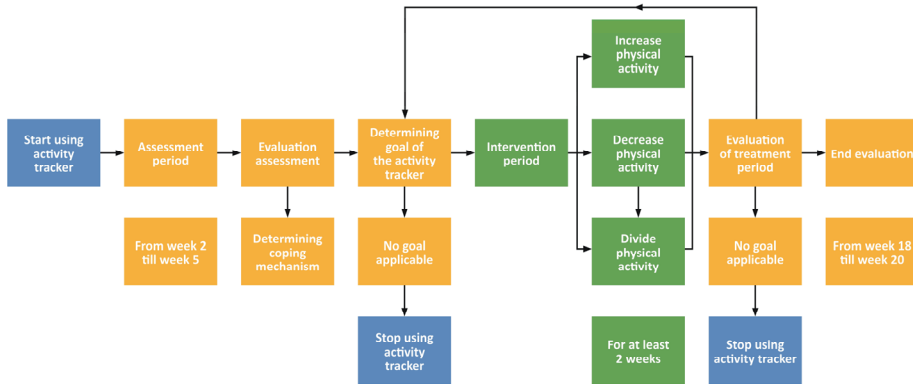 Increase
physical
activity
Start using
activity
tracker
Assessment
period
Evaluation
assessment
Determining
goal of
the activity
tracker
Intervention
period
Decrease
physical
activity
Evaluation
of treatment
period
End evaluation
From week 2
till week 5
Determining
coping
mechanism
No goal
applicable
Divide
physical
activity
No goal
applicable
From week 18
till week 20
Stop using
activity
tracker
For at least
2 weeks
Stop using
activity tracker